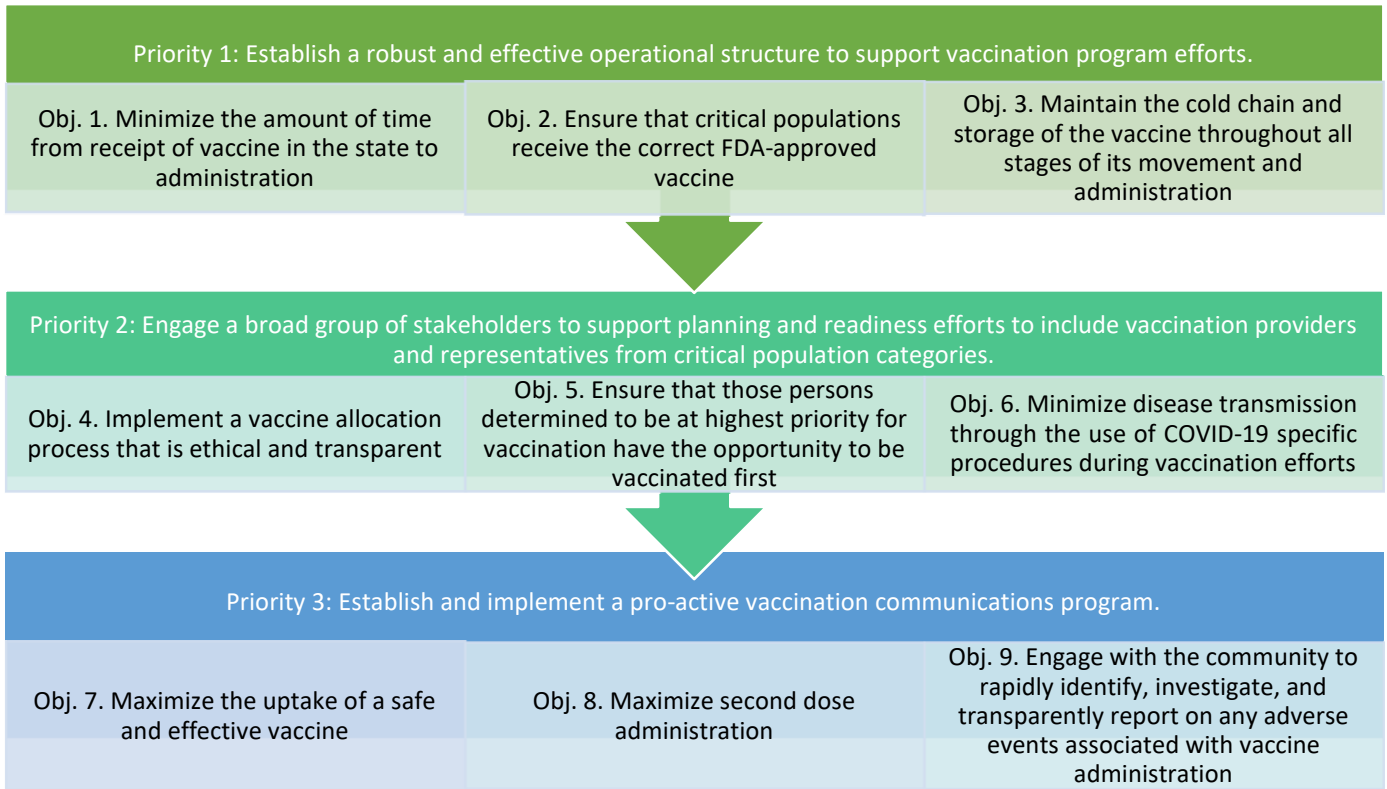 Priority 1: Establish a robust and effective operational structure to support vaccination program efforts.
Obj. 1. Minimize the amount of time
from receipt of vaccine in the state to
administration
Obj. 2. Ensure that critical populations
receive the correct FDA-approved
vaccine
Obj. 3. Maintain the cold chain and
storage of the vaccine throughout all
stages of its movement and
administration
Priority 2: Engage a broad group of stakeholders to support planning and readiness efforts to include vaccination providers
and representatives from critical population categories.
Obj. 4. Implement a vaccine allocation
process that is ethical and transparent
Obj. 5. Ensure that those persons
determined to be at highest priority for
vaccination have the opportunity to be
vaccinated first
Obj. 6. Minimize disease transmission
through the use of COVID-19 specific
procedures during vaccination efforts
Priority 3: Establish and implement a pro-active vaccination communications program.
Obj. 7. Maximize the uptake of a safe
and effective vaccine
Obj. 8. Maximize second dose
administration
Obj. 9. Engage with the community to
rapidly identify, investigate, and
transparently report on any adverse
events associated with vaccine
administration